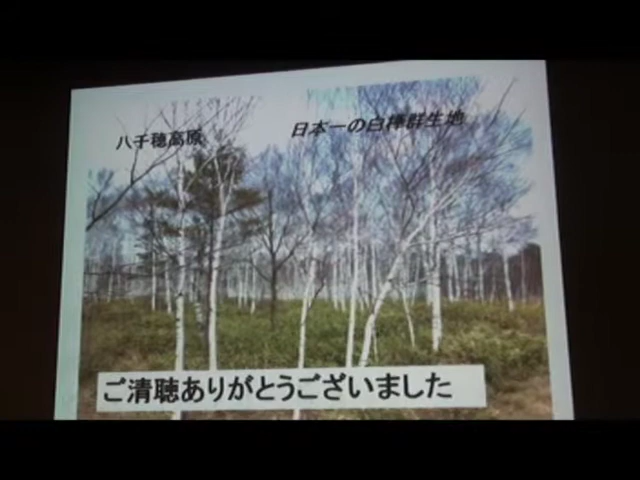 八千穂高原
日本一の白樺群生地
ご清聴ありがとうございました